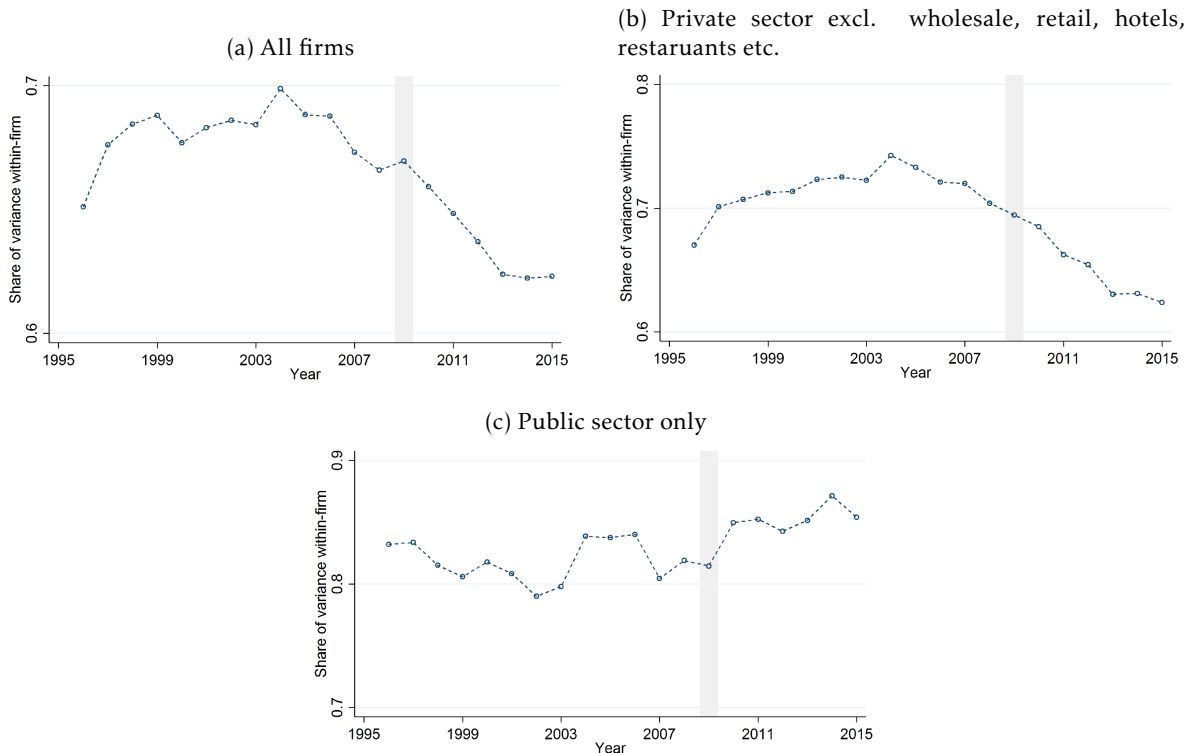 (a) All firms
Share of variance within-firm
0.7
0.6
1995 1999 2003 2007 2011 2015
Year
(b) Private sector excl. wholesale, retail, hotels,
restaruants etc.
Share of variance within-firm
0.8
0.7
0.6
1995 1999 2003 2007 2011 2015
Year
(c) Public sector only
Share of variance within-firm
0.9
0.8
0.7
1995 1999 2003 2007 2011 2015
Year